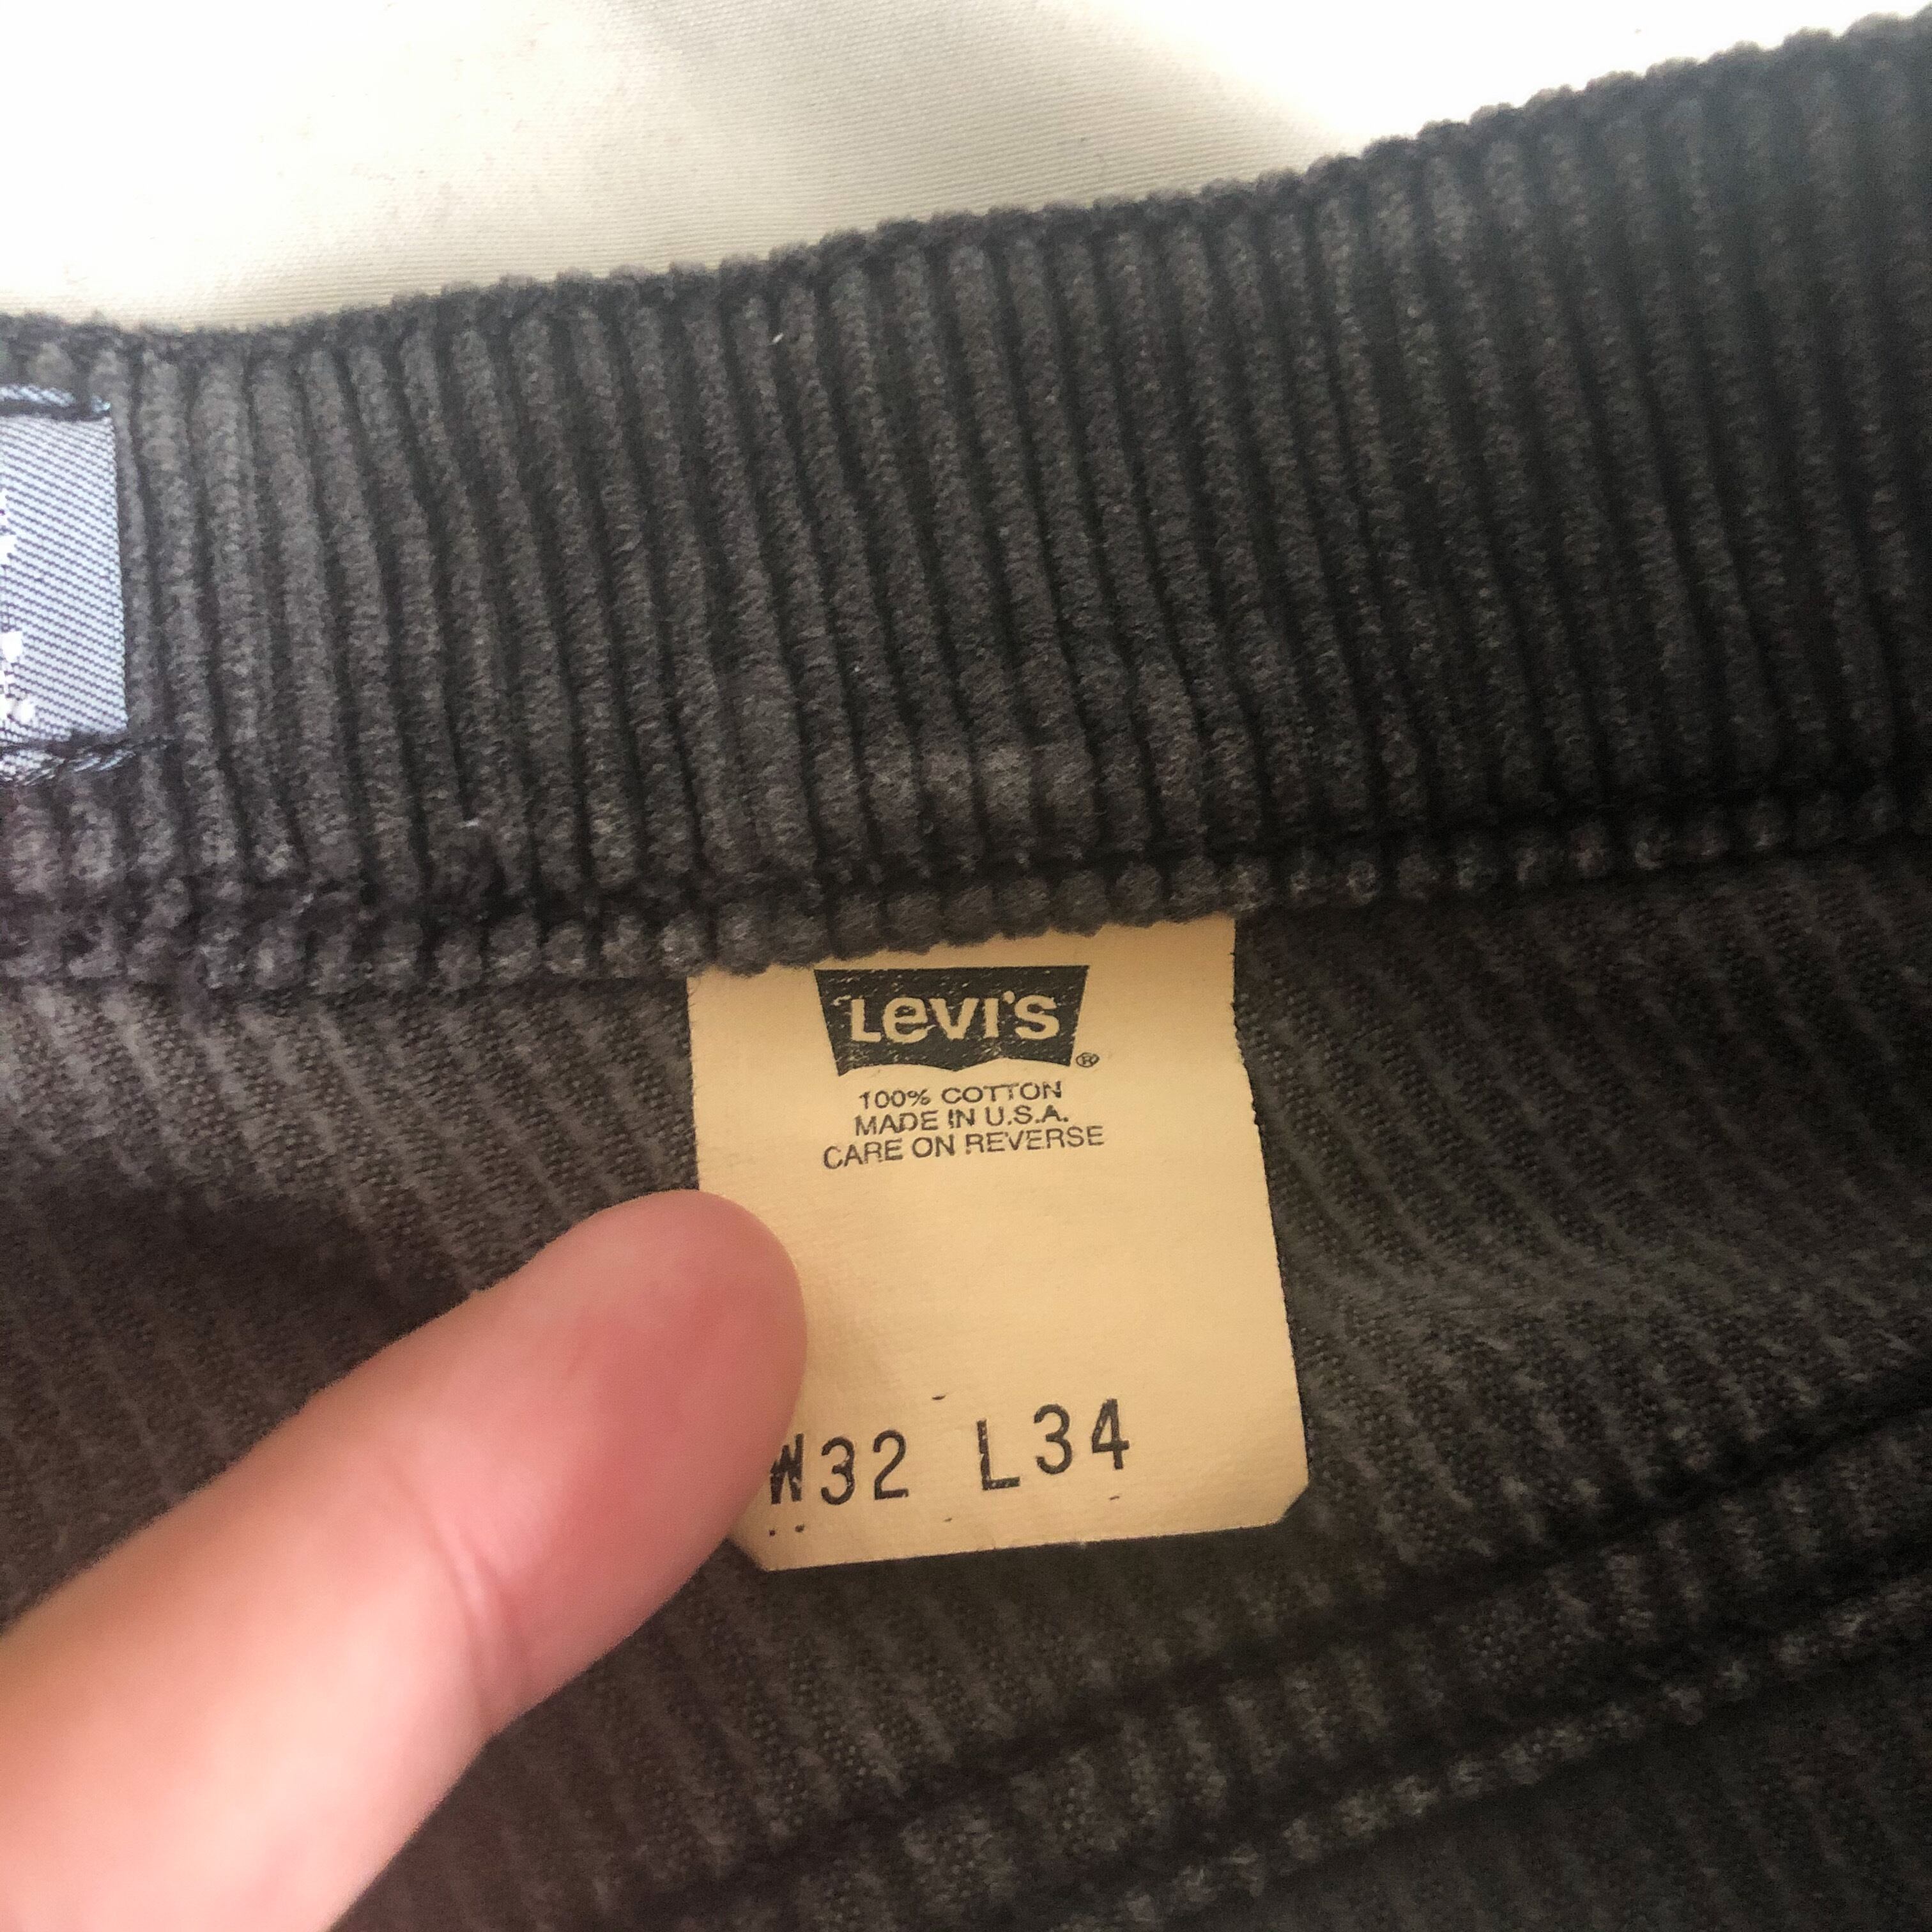 Levi's ®
100% COTTON
MADE IN U.S.A.
CARE ON REVERSE
W32 L34